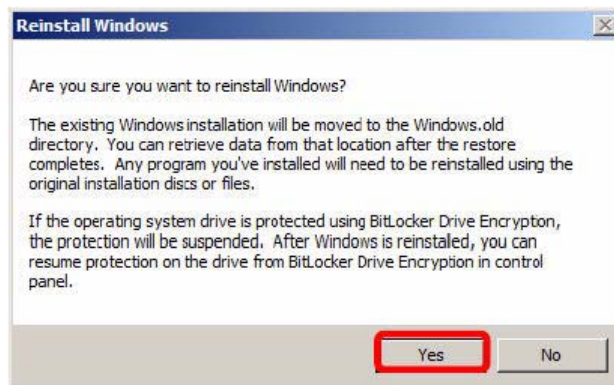 Reinstall Windows
Are you sure you want to reinstall Windows?
The existing Windows installation will be moved to the Windows.old
directory. You can retrieve data from that location after the restore
completes. Any program you've installed will need to be reinstalled using the
original installation discs or files.
If the operating system drive is protected using BitLocker Drive Encryption,
the protection will be suspended. After Windows is reinstaled, you can
resume protection on the drive from BitLocker Drive Encryption in control
panel.
Yes
No